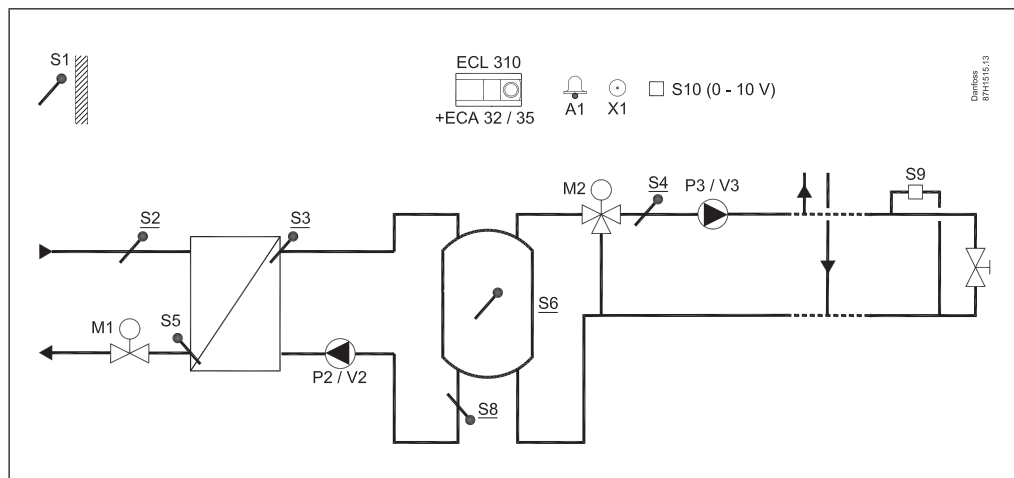 S1
ECL 310
+ECA 32 / 35
A1
X1
S10 (0 - 10 V)
Danfoss
87H1515.13
S2
S3
M2
S4
P3 / V3
S9
M1
S5
P2 / V2
S6
S8